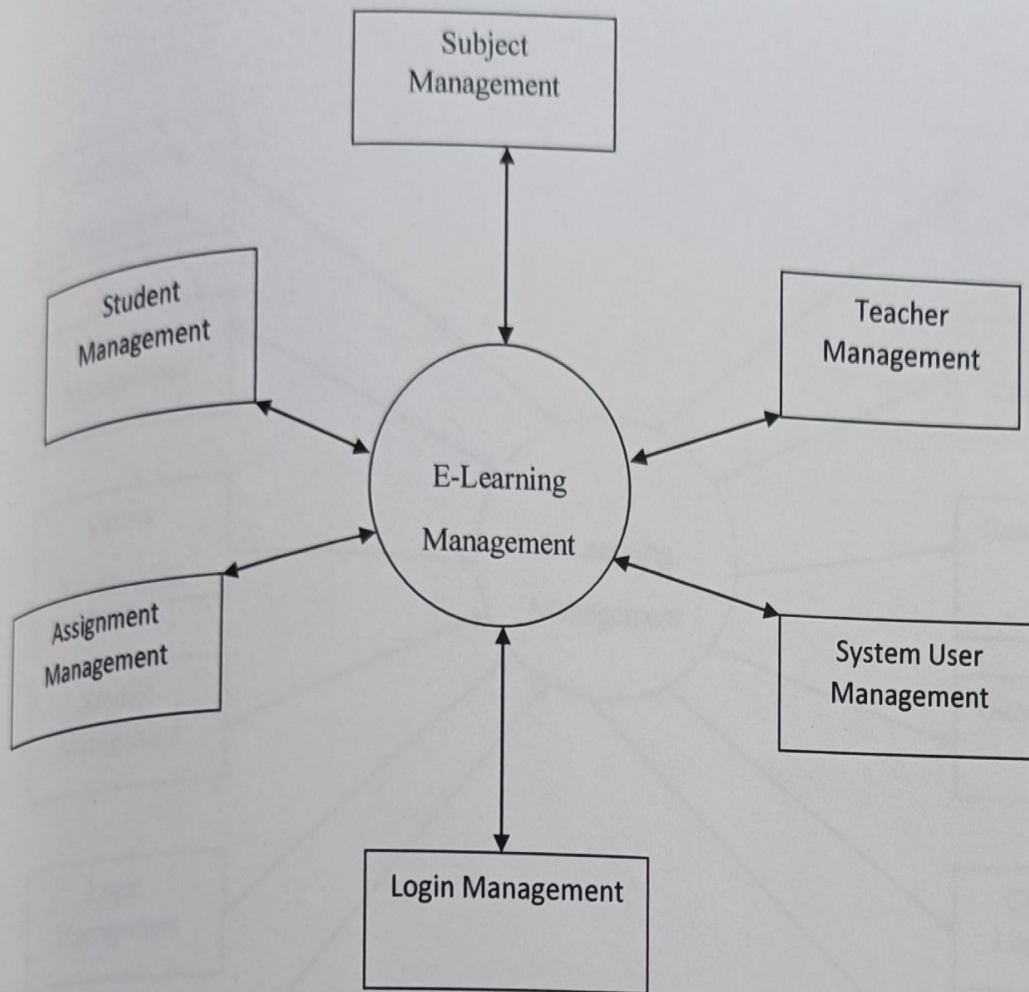 Subject
Management
Student
Management
Teacher
Management
E-Learning
Management
Assignment
Management
System User
Management
Login Management